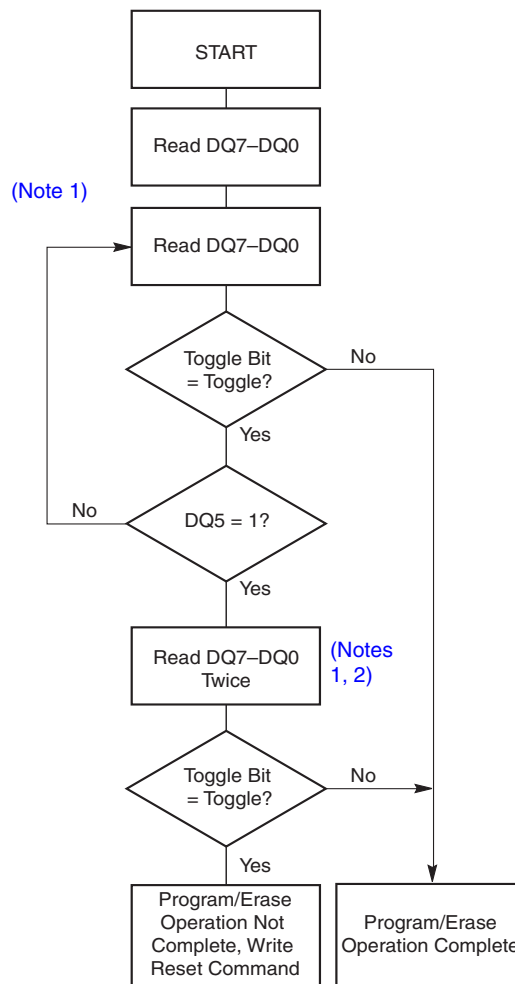 START
Read DQ7–DQ0
(Note 1)
Read DQ7–DQ0
Toggle Bit
= Toggle?
No
Yes
No
DQ5 = 1?
Yes
Read DQ7–DQ0
Twice
(Notes
1, 2)
Toggle Bit
= Toggle?
No
Yes
Program/Erase
Operation Not
Complete, Write
Reset Command
Program/Erase
Operation Complete